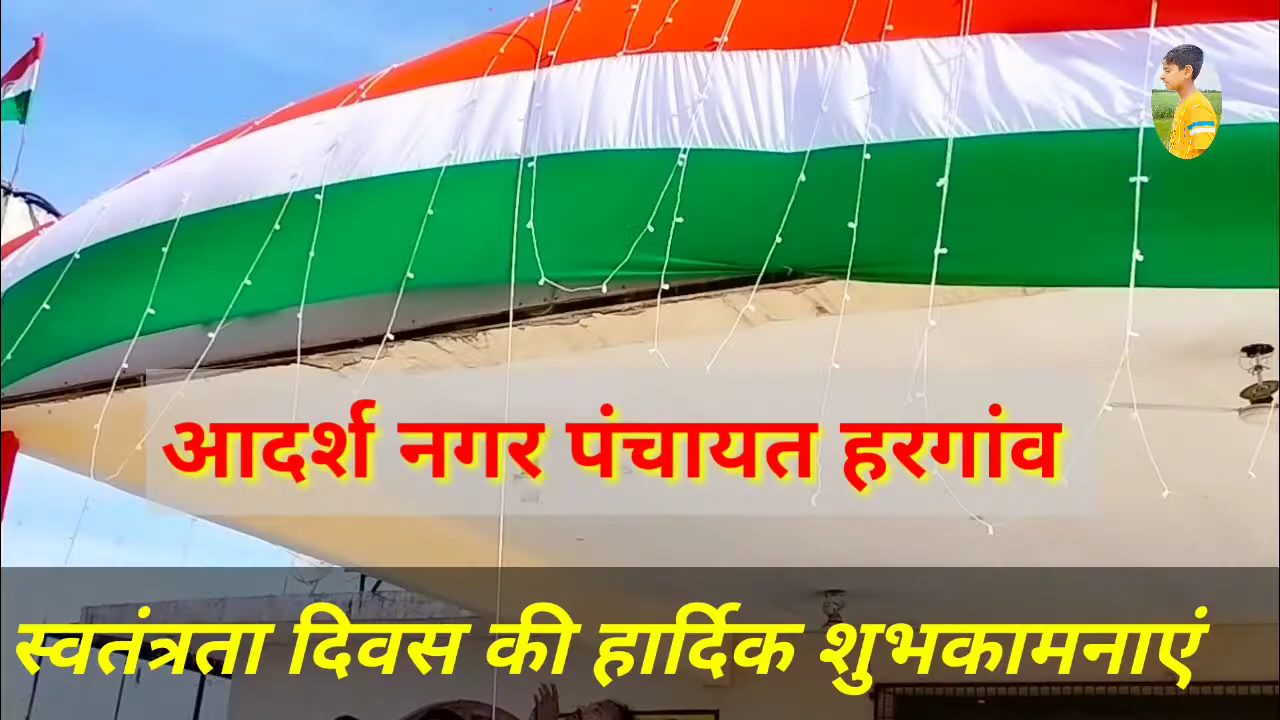 आदर्श नगर पंचायत हरगांव
स्वतंत्रता दिवस की हार्दिक शुभकामनाएं